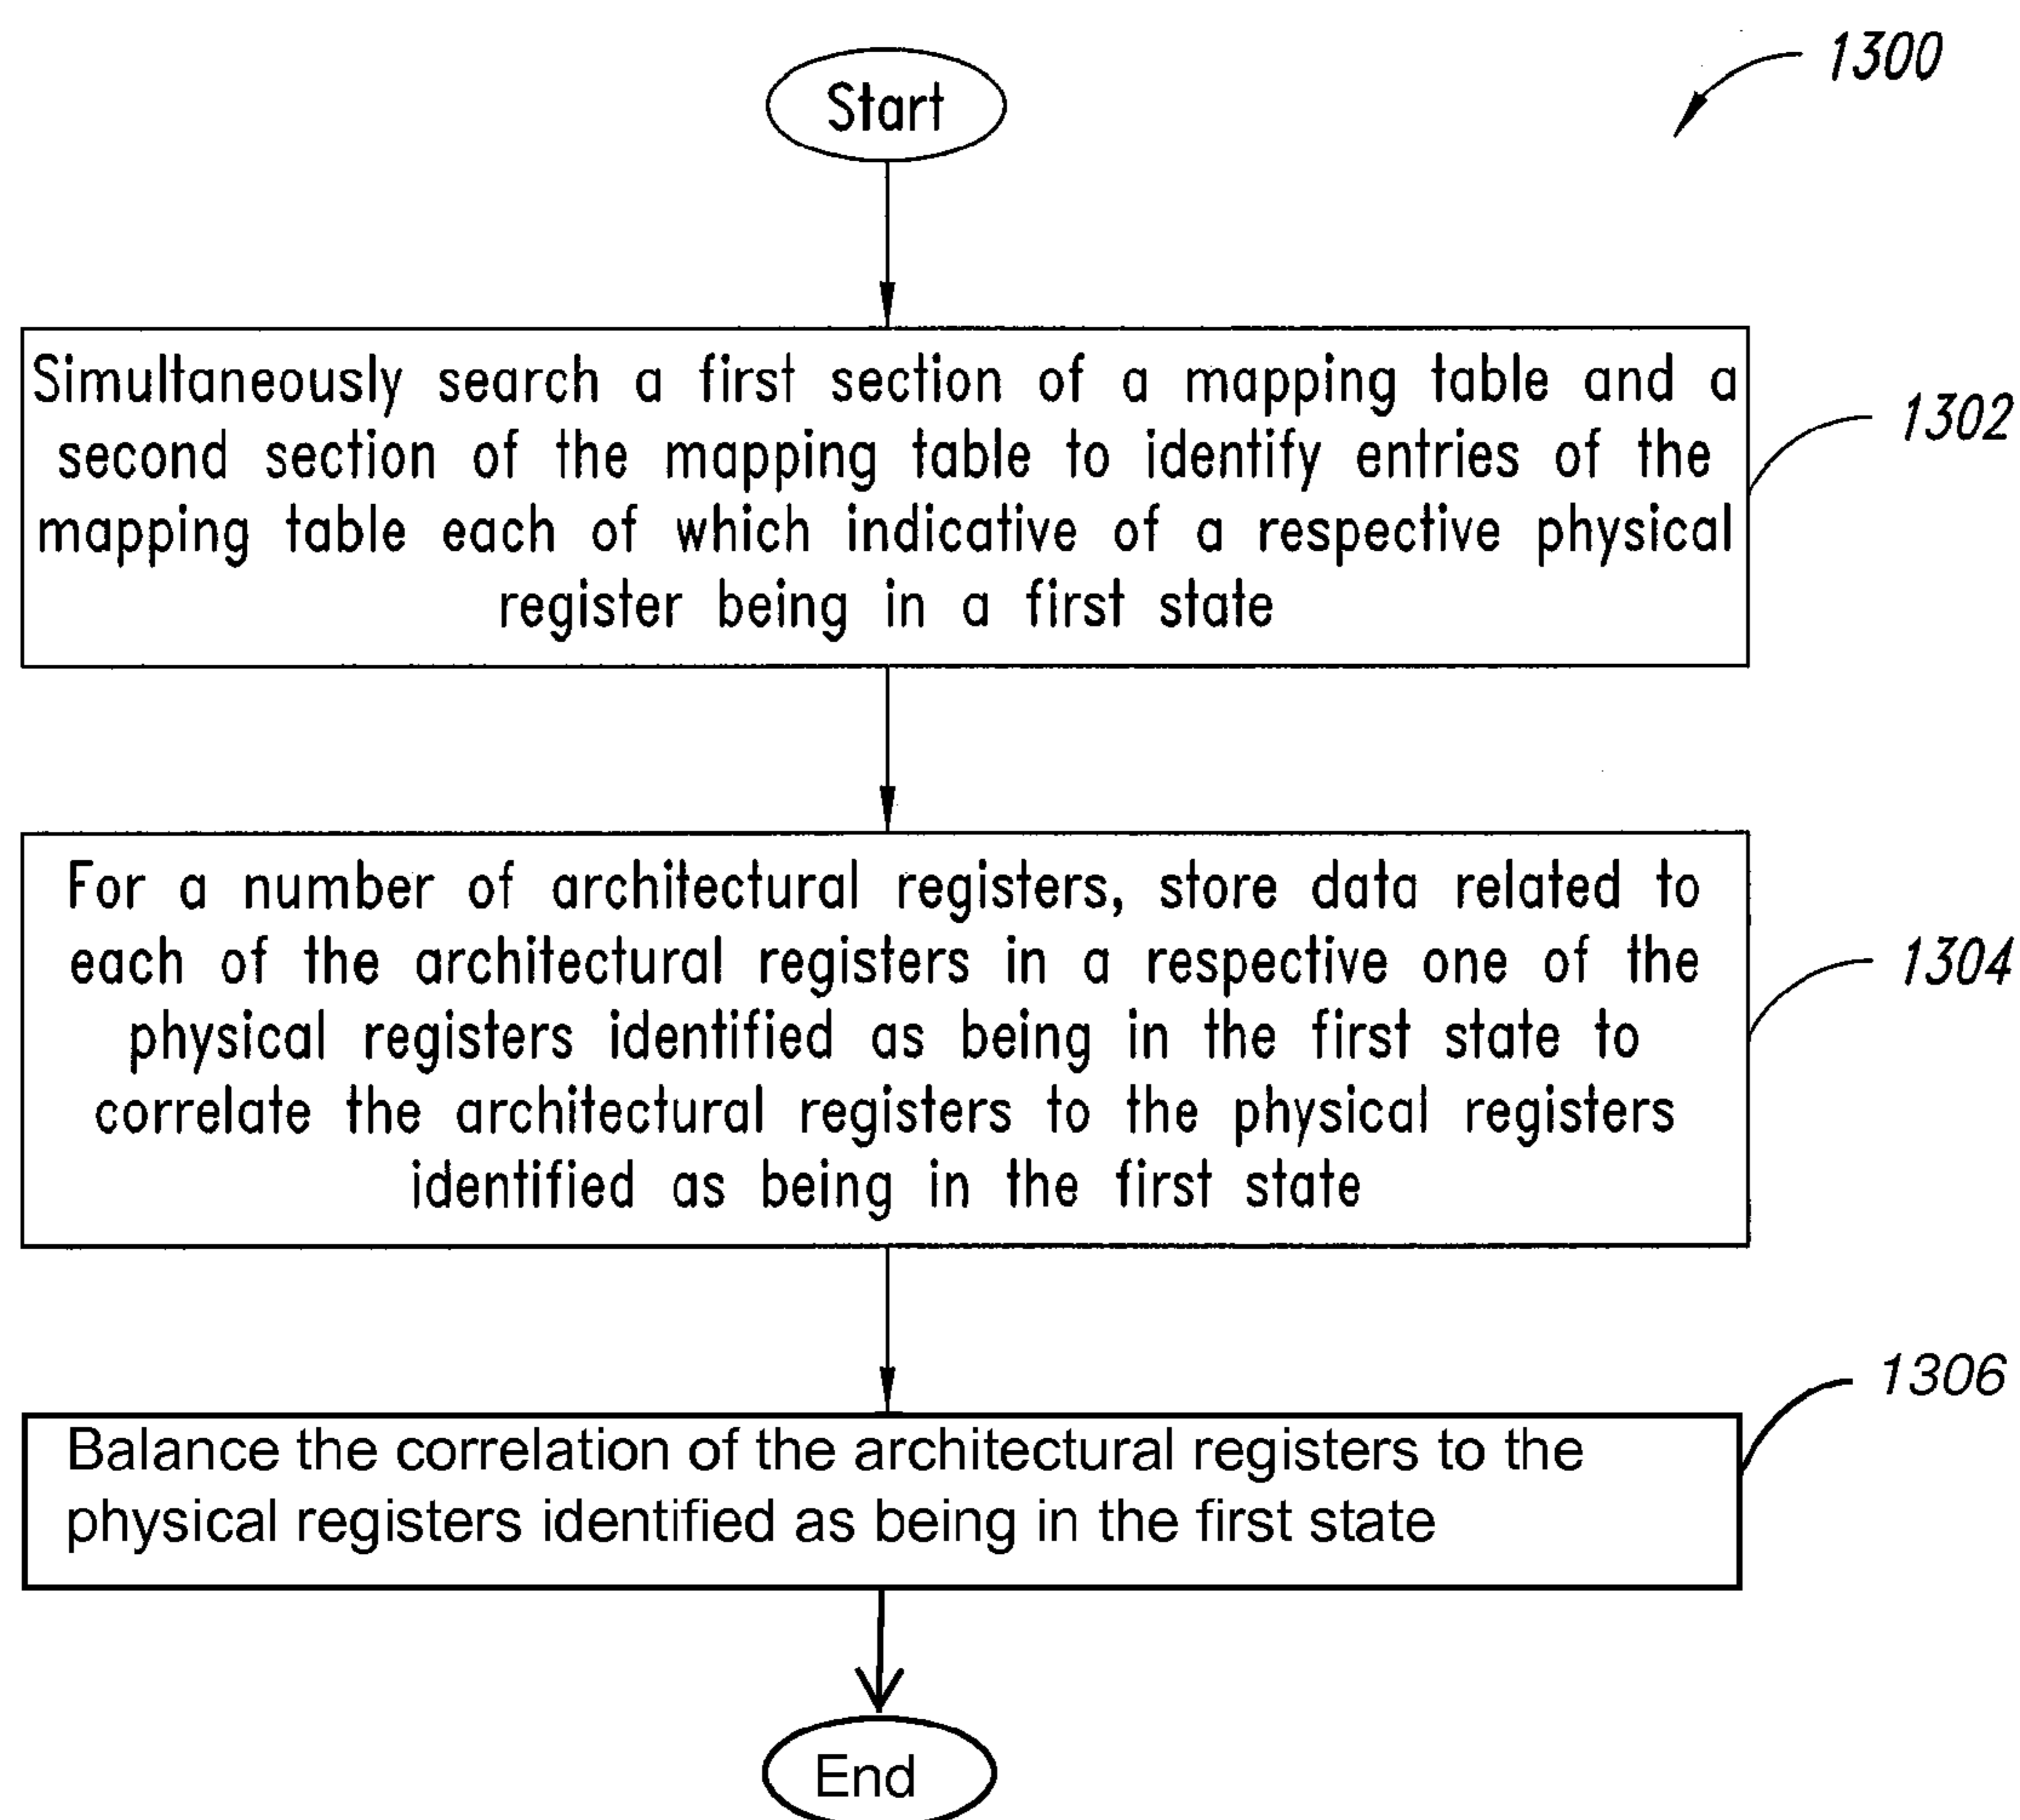 1300
Start
Simultaneously search a first section of a mapping table and a
second section of the mapping table to identify entries of the
mapping table each of which indicative of a respective physical
register being in a first state
1302
For a number of architectural registers, store data related to
each of the architectural registers in a respective one of the
physical registers identified as being in the first state to
correlate the architectural registers to the physical registers
identified as being in the first state
1304
1306
Balance the correlation of the architectural registers to the
physical registers identified as being in the first state
End